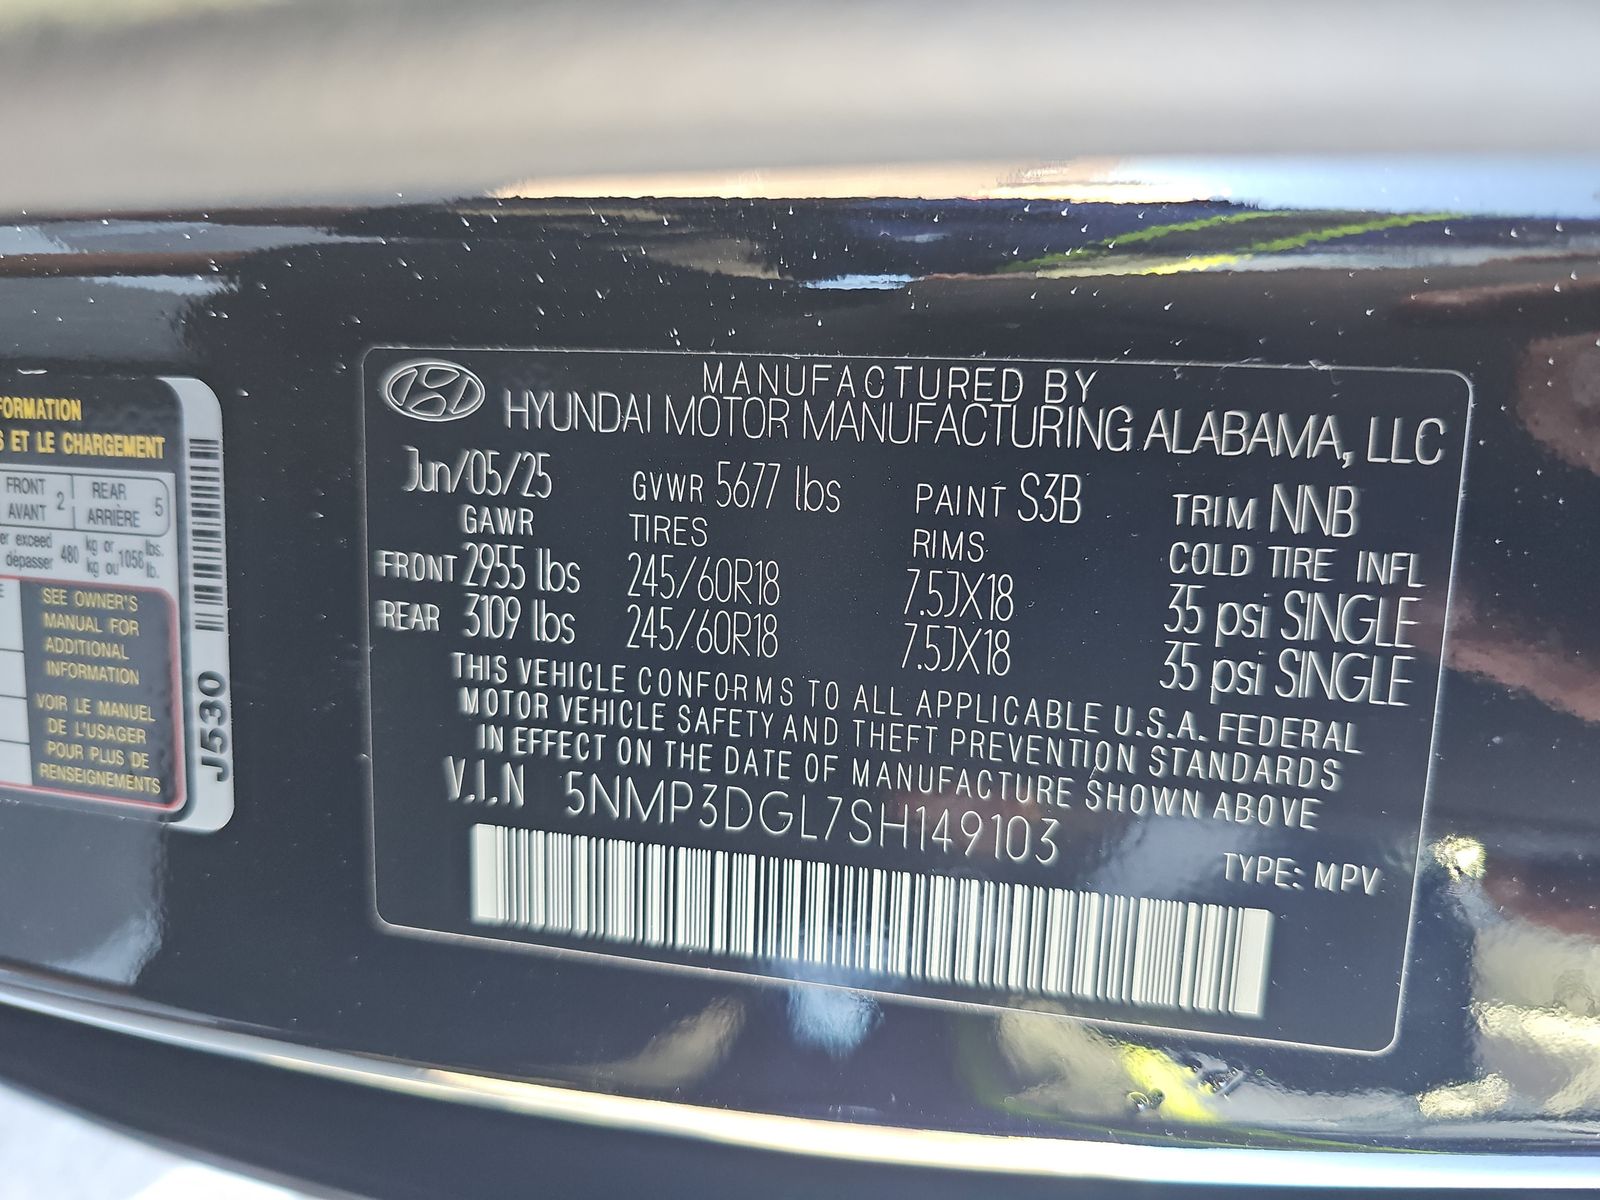 FORMATION
S ET LE CHARGEMENT
FRONT AVANT 2 REAR ARRIÈRE 5
er exceed dépasser 480 kg or kg ou 1058 lbs. lb.
SEE OWNER'S
MANUAL FOR
ADDITIONAL
INFORMATION
VOIR LE MANUEL
DE L'USAGER
POUR PLUS DE
RENSEIGNEMENTS
J530
MANUFACTURED BY
HYUNDAI MOTOR MANUFACTURING ALABAMA, LLC
Jun/05/25 GVWR 5677 lbs PAINT S3B TRIM NNB
GAWR TIRES RIMS COLD TIRE INFL
FRONT 2955 lbs 245/60R18 7.5JX18 35 psi SINGLE
REAR 3109 lbs 245/60R18 7.5JX18 35 psi SINGLE
THIS VEHICLE CONFORMS TO ALL APPLICABLE U.S.A. FEDERAL
MOTOR VEHICLE SAFETY AND THEFT PREVENTION STANDARDS
IN EFFECT ON THE DATE OF MANUFACTURE SHOWN ABOVE
V.I.N 5NMP3DGL7SH149103
TYPE: MPV